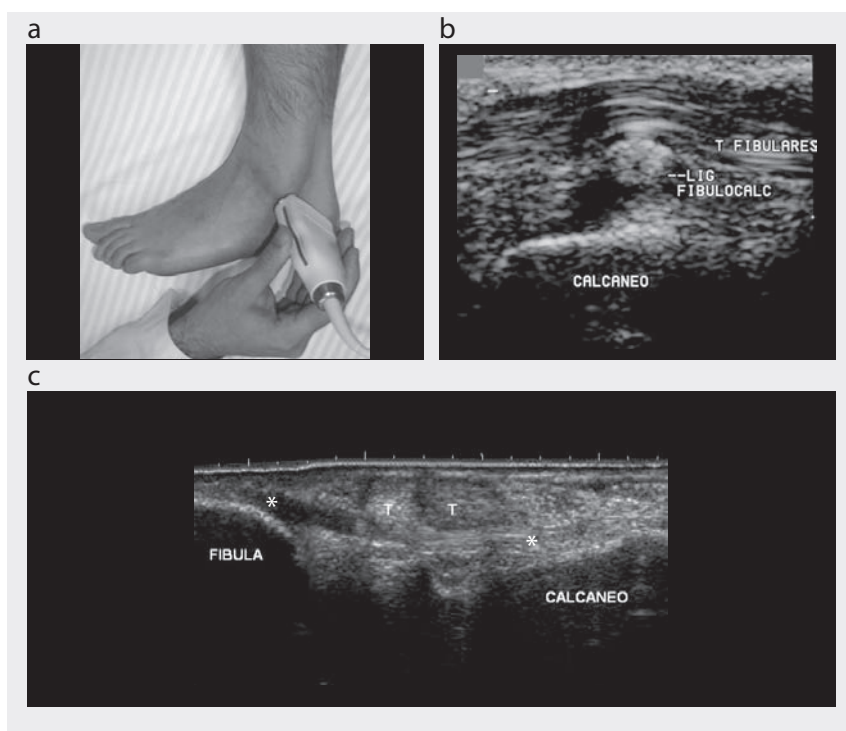 a
b
T FIBULARES
--LIG
FIBULOCALC
CALCANEO
c
*
T T
*
FIBULA
CALCANEO